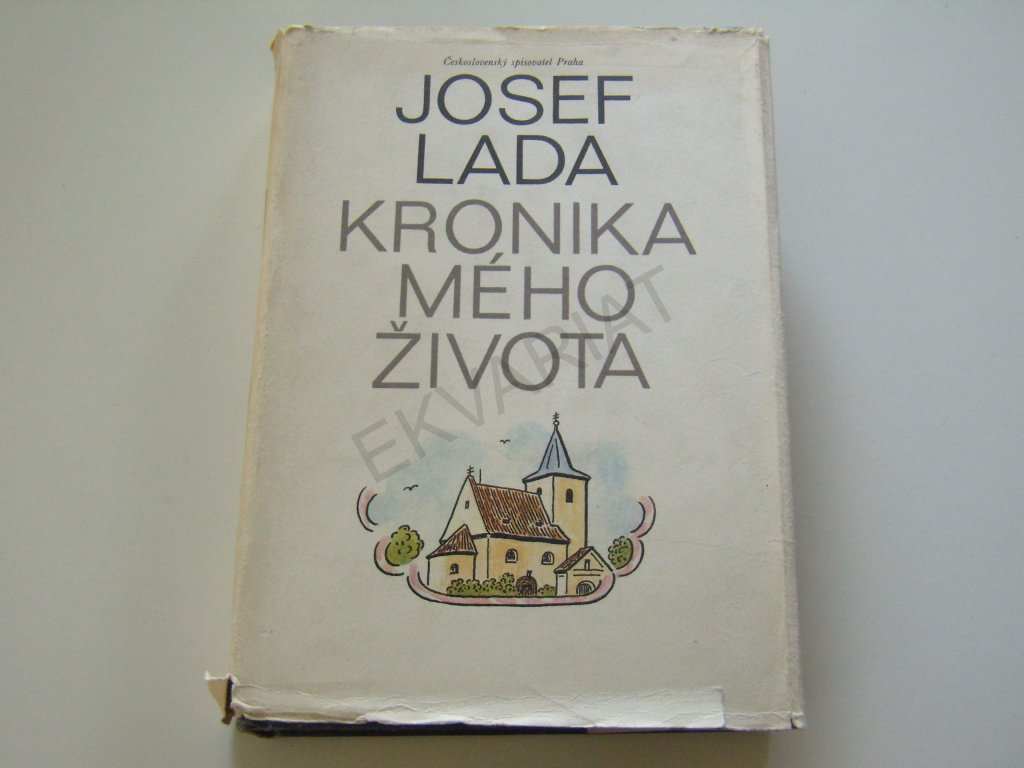 Československý spisovatel Praha
JOSEF
LADA
KRONIKA
MÉHO
ŽIVOTA
EKVARIAT